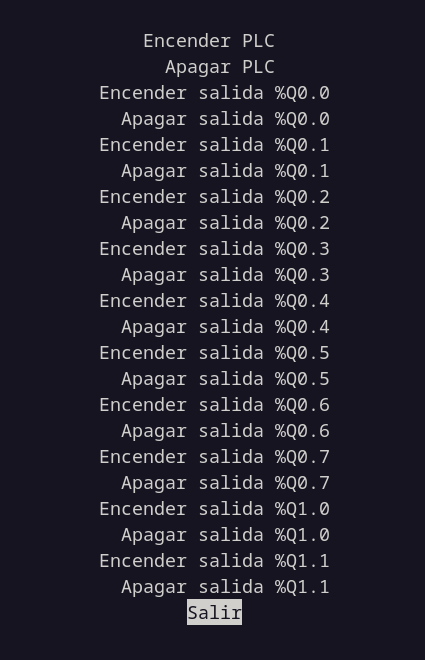 Encender PLC
Apagar PLC
Encender salida %Q0.0
Apagar salida %Q0.0
Encender salida %Q0.1
Apagar salida %Q0.1
Encender salida %Q0.2
Apagar salida %Q0.2
Encender salida %Q0.3
Apagar salida %Q0.3
Encender salida %Q0.4
Apagar salida %Q0.4
Encender salida %Q0.5
Apagar salida %Q0.5
Encender salida %Q0.6
Apagar salida %Q0.6
Encender salida %Q0.7
Apagar salida %Q0.7
Encender salida %Q1.0
Apagar salida %Q1.0
Encender salida %Q1.1
Apagar salida %Q1.1
Salir